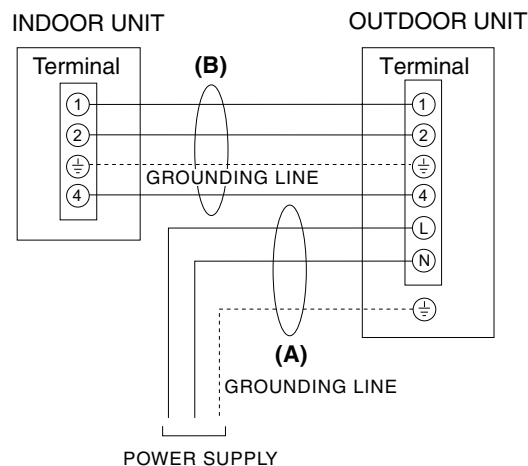 INDOOR UNIT
OUTDOOR UNIT
Terminal
(B)
Terminal
1
1
2
2
GROUNDING LINE
4
4
L
N
(A)
GROUNDING LINE
POWER SUPPLY